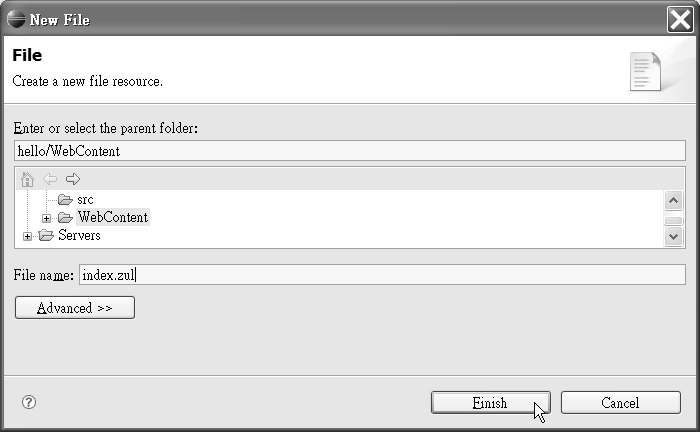 New File
File
Create a new file resource.
Enter or select the parent folder:
hello/WebContent
src
WebContent
Servers
File name: index.zul
Advanced >>
? Finish Cancel